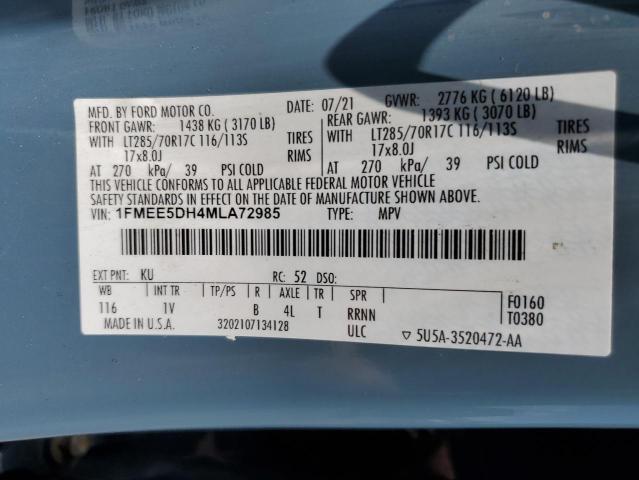 MFD. BY FORD MOTOR CO.
DATE: 07/21
GVWR: 2776 KG ( 6120 LB)
FRONT GAWR: 1438 KG ( 3170 LB)
REAR GAWR: 1393 KG ( 3070 LB)
WITH LT285/70R17C 116/113S TIRES
WITH LT285/70R17C 116/113S TIRES
17x8.0J RIMS
17x8.0J RIMS
AT 270 kPa/ 39 PSI COLD
AT 270 kPa/ 39 PSI COLD
THIS VEHICLE CONFORMS TO ALL APPLICABLE FEDERAL MOTOR VEHICLE
SAFETY STANDARDS IN EFFECT ON THE DATE OF MANUFACTURE SHOWN ABOVE.
VIN: 1FMEE5DH4MLA72985
TYPE: MPV
EXT PNT: KU RC: 52 DSO:
WB INT TR TP/PS R AXLE TR SPR
116 1V B 4L T RRNN
F0160
T0380
MADE IN U.S.A. 3202107134128 ULC
▽ 5U5A-3520472-AA